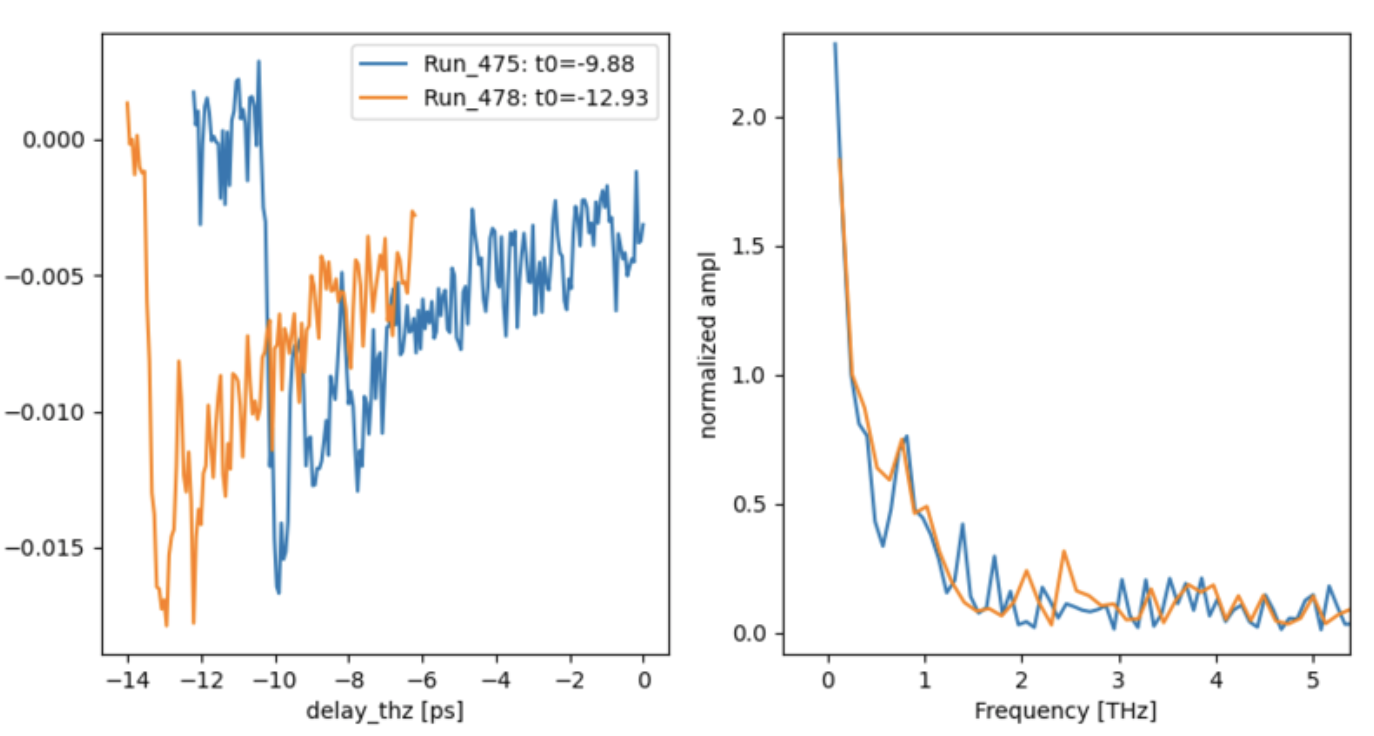 Run_475: t0=-9.88
Run_478: t0=-12.93
0.000
−0.005
−0.010
−0.015
−14 −12 −10 −8 −6 −4 −2 0
delay_thz [ps]
normalized ampl
2.0
1.5
1.0
0.5
0.0
0 1 2 3 4 5
Frequency [THz]